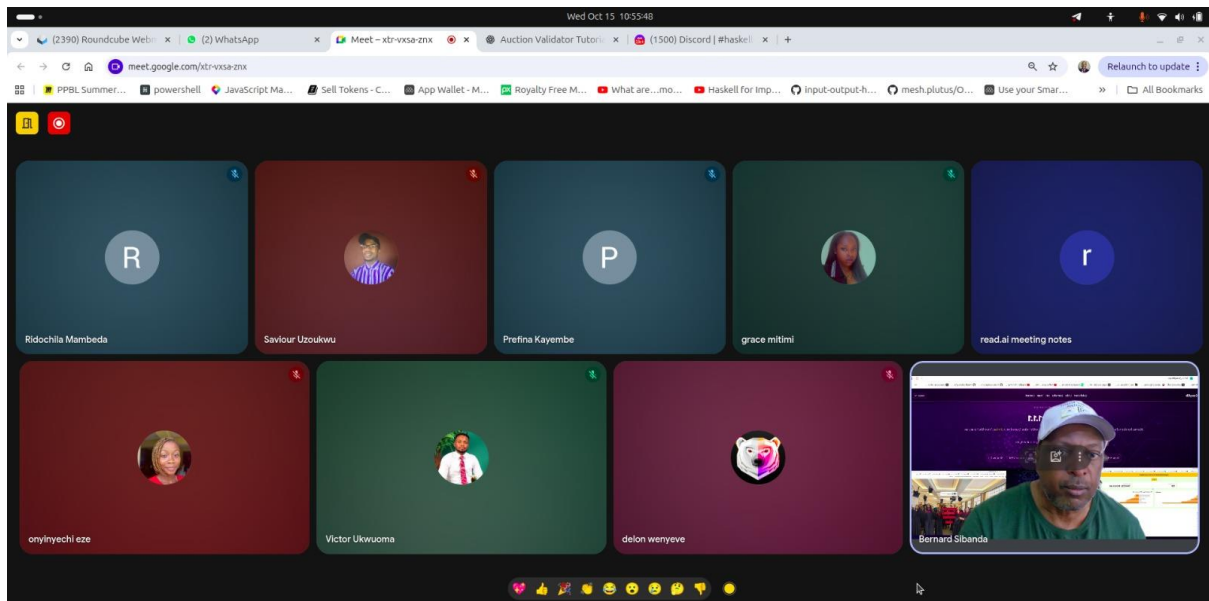 Wed Oct 15 10:55:48
(2390) Roundcube Webm
(2) WhatsApp
Meet – xtr-vxsa-znx
Auction Validator Tutori
(1500) Discord | #haskell
meet.google.com/xtr-vxsa-znx
Relaunch to update
PPBL Summer...
powershell
JavaScript Ma...
Sell Tokens - C...
App Wallet - M...
Royalty Free M...
What are...mo...
Haskell for Imp...
input-output-h...
mesh.plutus/O...
Use your Smar...
All Bookmarks
R
P
r
Ridochila Mambeda
Saviour Uzoukwu
Prefina Kayembe
grace mitimi
read.ai meeting notes
onyinyechi eze
Victor Ukwuoma
delon wenyeve
Bernard Sibanda